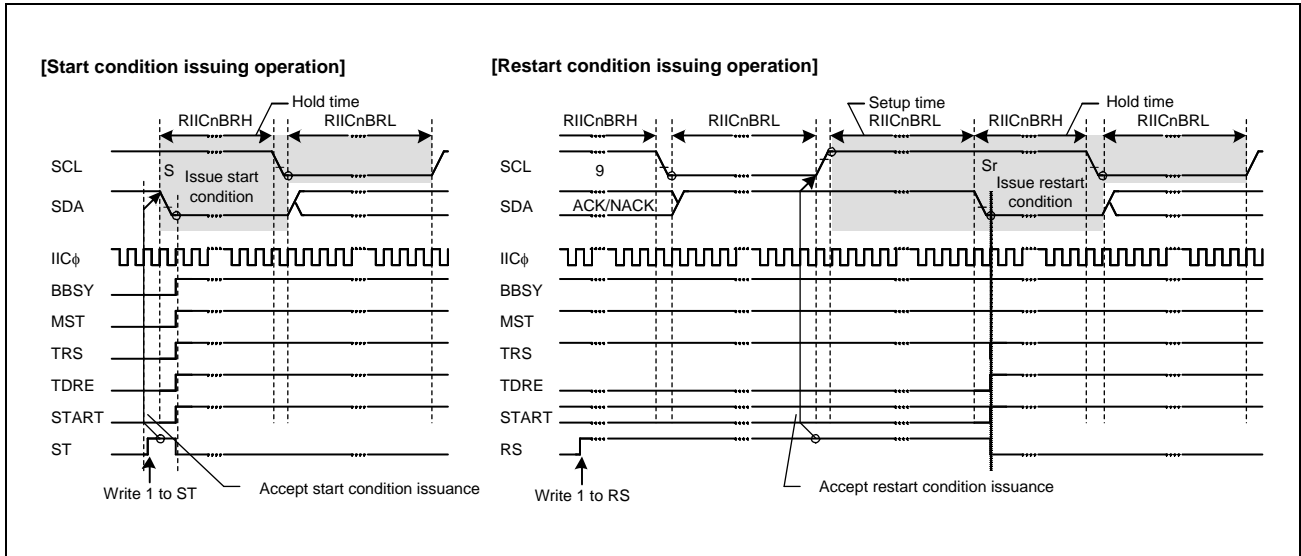 [Start condition issuing operation]
Hold time
RIICnBRH
RIICnBRL
SCL
S
Issue start
condition
SDA
IICϕ
BBSY
MST
TRS
TDRE
START
ST
Write 1 to ST
Accept start condition issuance
[Restart condition issuing operation]
Setup time
Hold time
RIICnBRH
RIICnBRL
RIICnBRL
RIICnBRH
RIICnBRL
SCL
9
Sr
Issue restart
condition
SDA
ACK/NACK
IICϕ
BBSY
MST
TRS
TDRE
START
RS
Write 1 to RS
Accept restart condition issuance